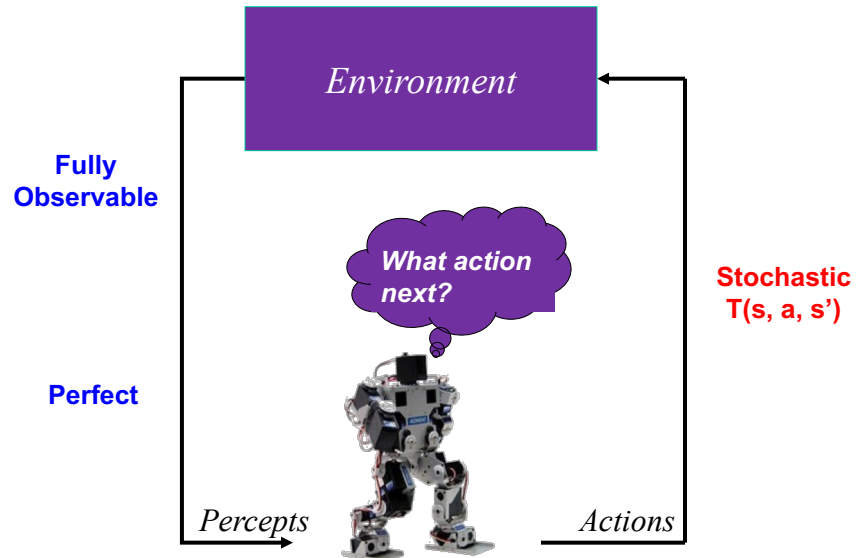 Environment
Fully
Observable
What action
next?
Stochastic
T(s, a, s’)
Perfect
Percepts
Actions